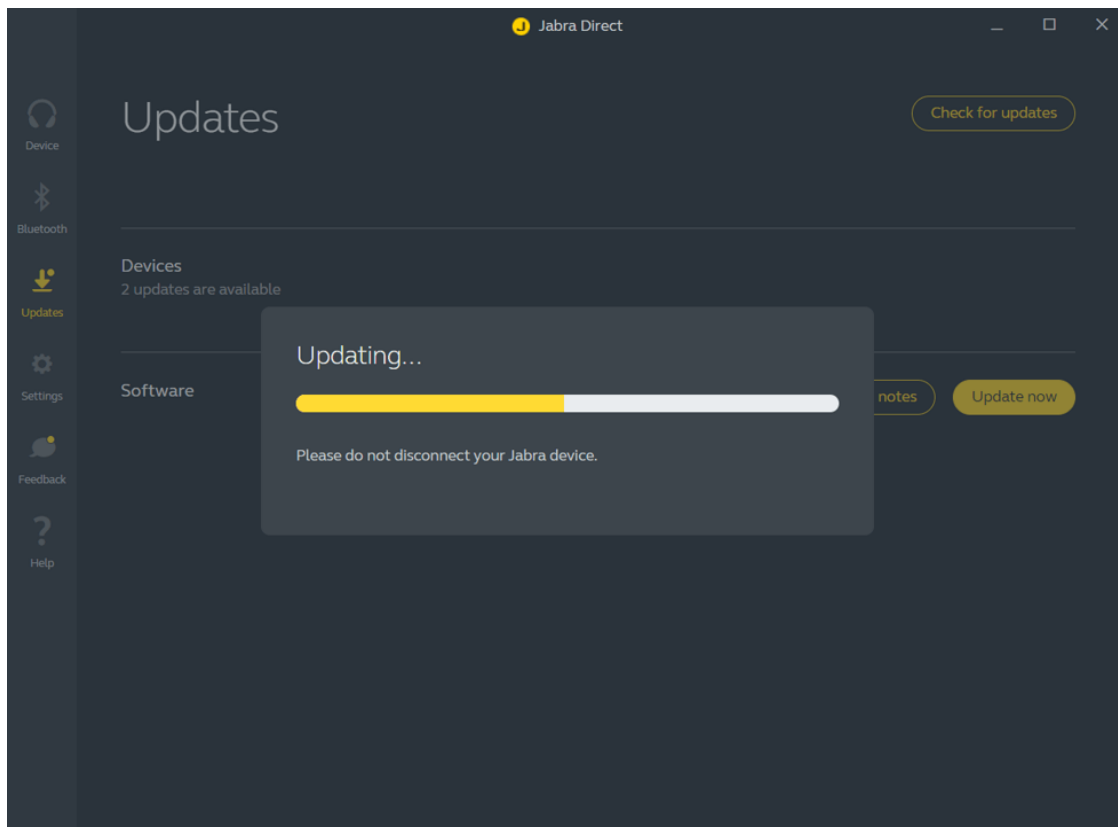 Jabra Direct
Updates
Check for updates
Device
Bluetooth
Devices
2 updates are available
Updates
Updating...
Settings
Software
notes
Update now
Please do not disconnect your Jabra device.
Feedback
Help